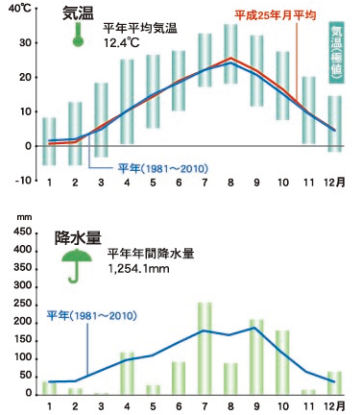 気温
平年平均気温
12.4℃
平成25年月平均
気温(極値)
平年(1981〜2010)
40℃
30
20
10
0
-10
1 2 3 4 5 6 7 8 9 10 11 12月
降水量
平年年間降水量
1,254.1mm
平年(1981〜2010)
mm
450
400
350
300
250
200
150
100
50
0
1 2 3 4 5 6 7 8 9 10 11 12月